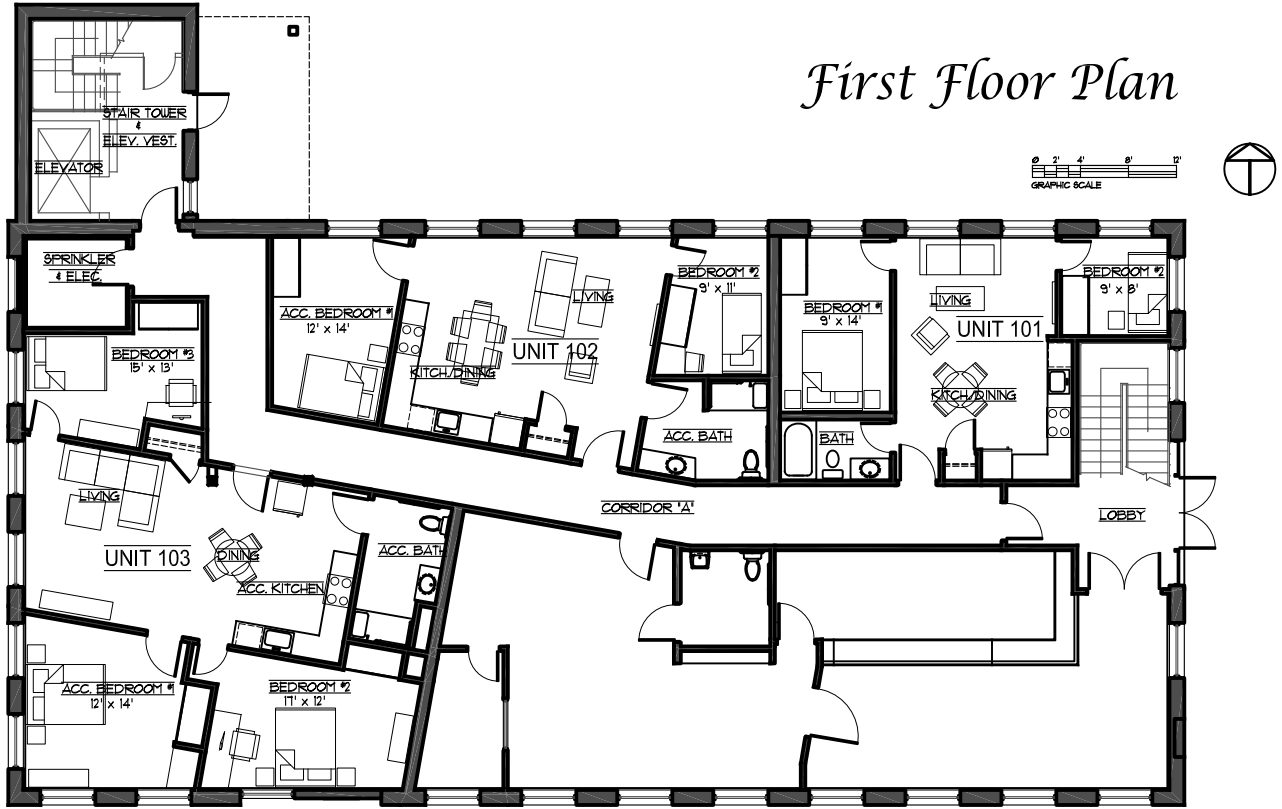 First Floor Plan
0 2' 4' 8' 12'
GRAPHIC SCALE
STAIR TOWER
&
ELEV. VEST.
ELEVATOR
SPRINKLER
& ELEC.
BEDROOM #3
15' x 13'
ACC. BEDROOM #1
12' x 14'
LIVING
UNIT 102
KITCH./DINING
BEDROOM #2
9' x 11'
ACC. BATH
BEDROOM #1
9' x 14'
LIVING
UNIT 101
KITCH./DINING
BEDROOM #2
9' x 8'
BATH
CORRIDOR "A"
LOBBY
LIVING
UNIT 103
DINING
ACC. KITCHEN
ACC. BATH
ACC. BEDROOM #1
12' x 14'
BEDROOM #2
17' x 12'